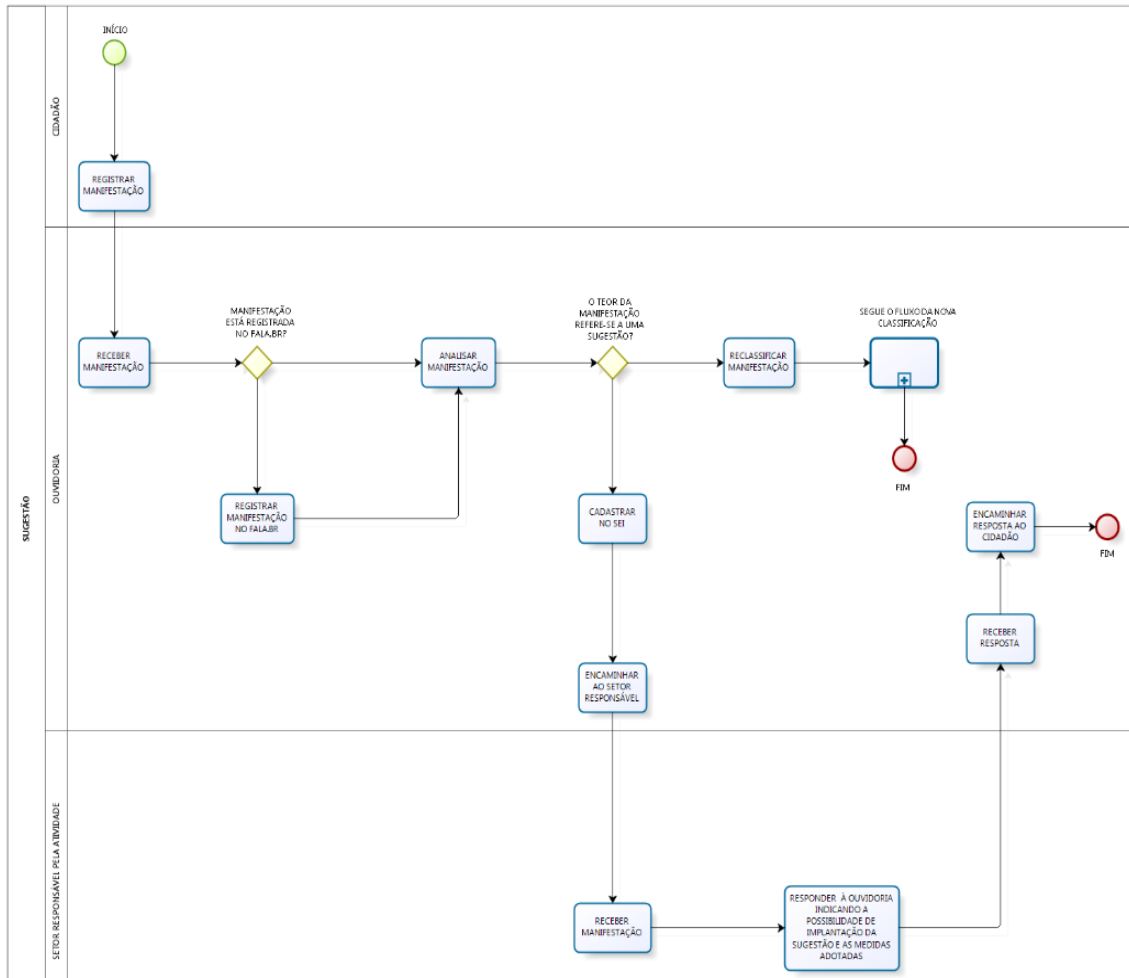 SUGESTÃO
CIDADÃO
INÍCIO
REGISTRAR
MANIFESTAÇÃO
OUVIDORIA
RECEBER
MANIFESTAÇÃO
MANIFESTAÇÃO
ESTÁ REGISTRADA
NO FALA.BR?
REGISTRAR
MANIFESTAÇÃO
NO FALA.BR
ANALISAR
MANIFESTAÇÃO
O TEOR DA
MANIFESTAÇÃO
REFERE-SE A UMA
SUGESTÃO?
RECLASSIFICAR
MANIFESTAÇÃO
SEGUE O FLUXO DA NOVA
CLASSIFICAÇÃO
FIM
CADASTRAR
NO SEI
ENCAMINHAR
AO SETOR
RESPONSÁVEL
SETOR RESPONSÁVEL PELA ATIVIDADE
RECEBER
MANIFESTAÇÃO
RESPONDER À OUVIDORIA
INDICANDO A
POSSIBILIDADE DE
IMPLANTAÇÃO DA
SUGESTÃO E AS MEDIDAS
ADOTADAS
RECEBER
RESPOSTA
ENCAMINHAR
RESPOSTA AO
CIDADÃO
FIM